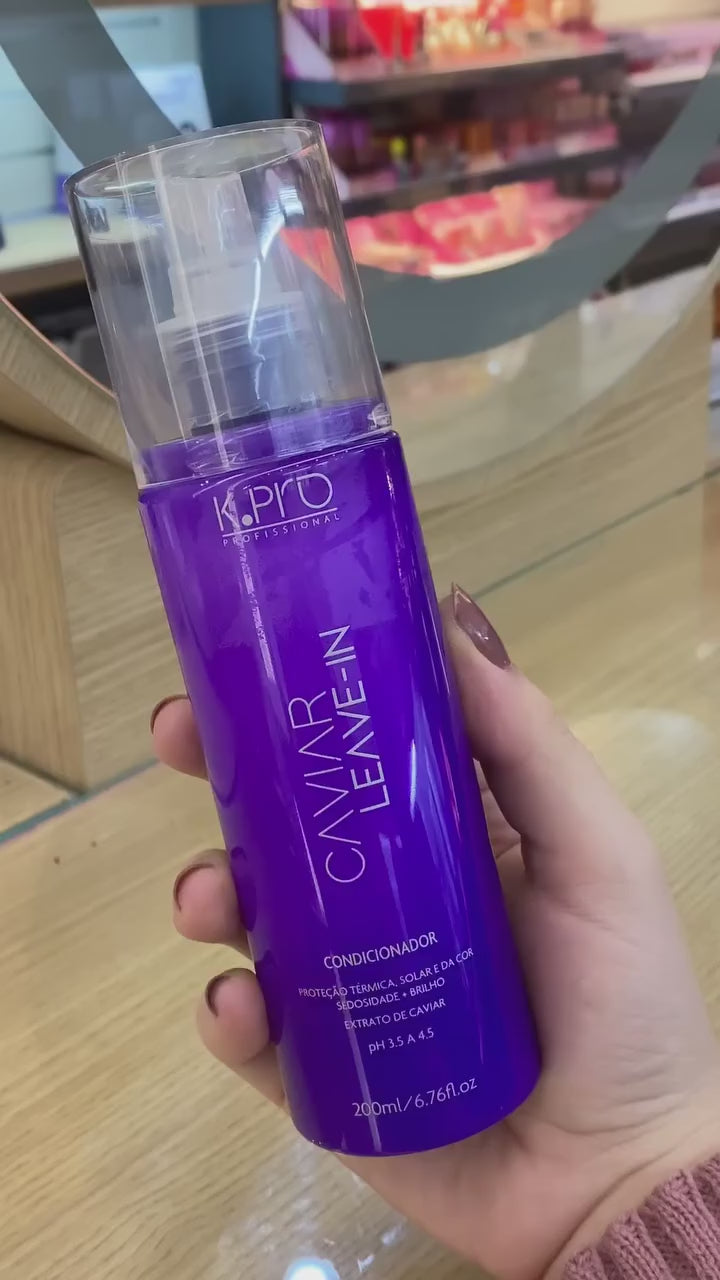 K.Pro
PROFISSIONAL
CAVIAR
LEAVE-IN
CONDICIONADOR
PROTEÇÃO TÉRMICA, SOLAR E DA COR
SEDOSIDADE + BRILHO
EXTRATO DE CAVIAR
pH 3.5 A 4.5
200ml/6.76fl.oz